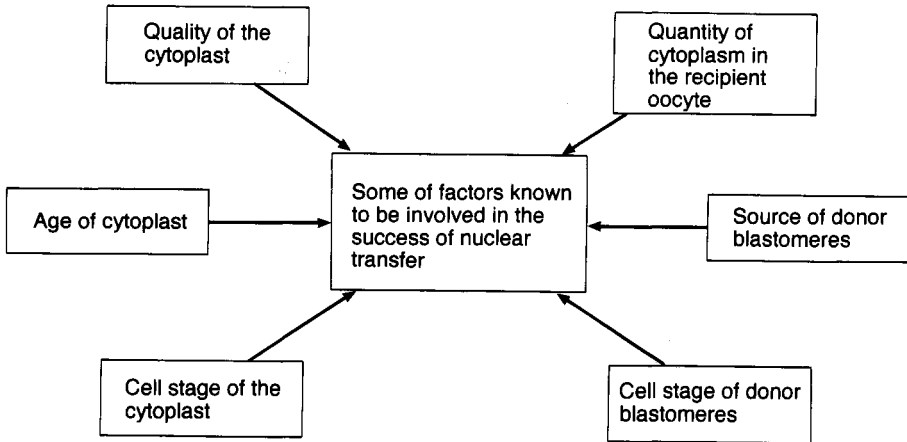 Quality of the
cytoplast
Quantity of
cytoplasm in
the recipient
oocyte
Some of factors known
to be involved in the
success of nuclear
transfer
Age of cytoplast
Source of donor
blastomeres
Cell stage of the
cytoplast
Cell stage of donor
blastomeres